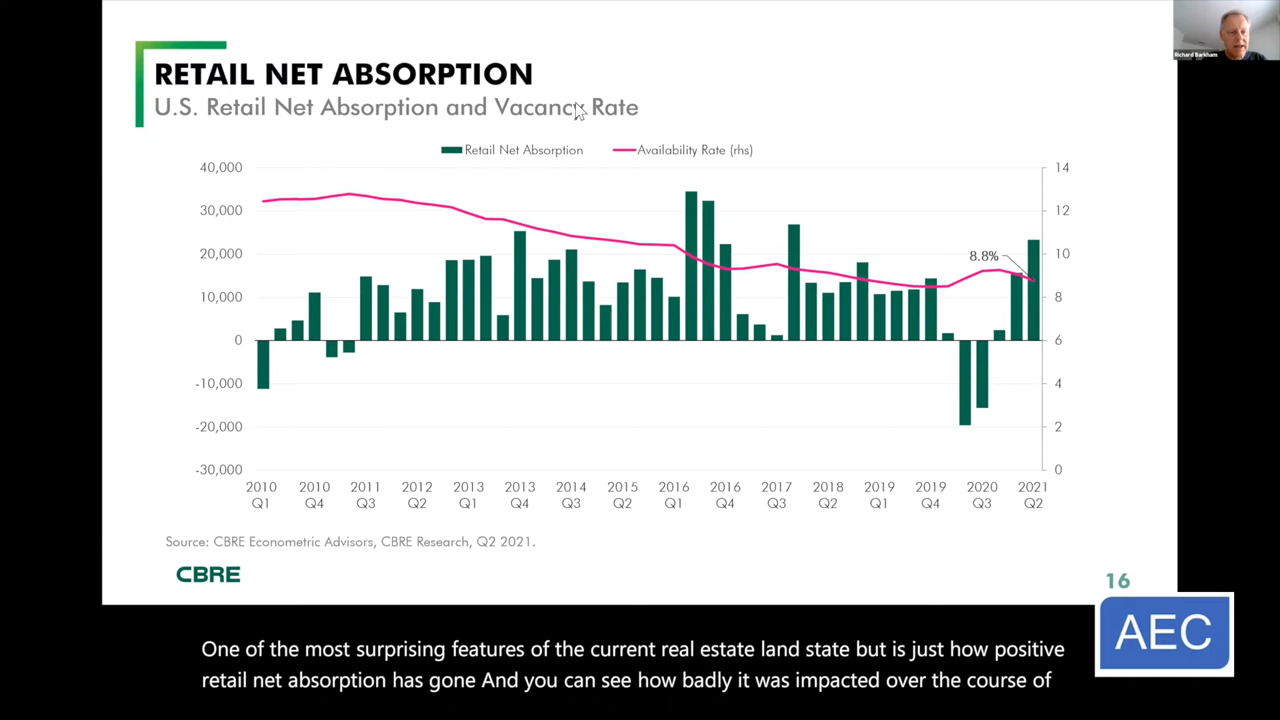 Richard Barkham
RETAIL NET ABSORPTION
U.S. Retail Net Absorption and Vacancy Rate
Retail Net Absorption Availability Rate (rhs)
40,000 14
30,000 12
20,000 10
8.8%
10,000 8
0 6
-10,000 4
-20,000 2
-30,000 0
2010 2010 2011 2012 2013 2013 2014 2015 2016 2016 2017 2018 2019 2019 2020 2021
Q1 Q4 Q3 Q2 Q1 Q4 Q3 Q2 Q1 Q4 Q3 Q2 Q1 Q4 Q3 Q2
Source: CBRE Econometric Advisors, CBRE Research, Q2 2021.
CBRE
16
AEC
One of the most surprising features of the current real estate land state but is just how positive
retail net absorption has gone And you can see how badly it was impacted over the course of